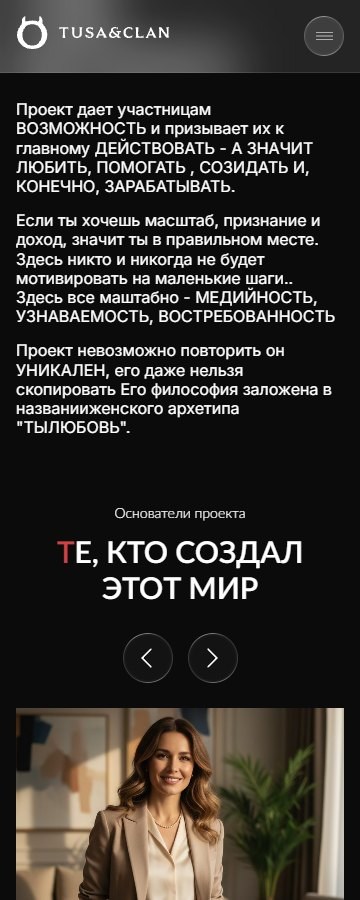 TUSA&CLAN
Проект дает участницам
ВОЗМОЖНОСТЬ и призывает их к
главному ДЕЙСТВОВАТЬ - А ЗНАЧИТ
ЛЮБИТЬ, ПОМОГАТЬ , СОЗИДАТЬ И,
КОНЕЧНО, ЗАРАБАТЫВАТЬ.
Если ты хочешь масштаб, признание и
доход, значит ты в правильном месте.
Здесь никто и никогда не будет
мотивировать на маленькие шаги..
Здесь все маштабно - МЕДИЙНОСТЬ,
УЗНАВАЕМОСТЬ, ВОСТРЕБОВАННОСТЬ
Проект невозможно повторить он
УНИКАЛЕН, его даже нельзя
скопировать Его философия заложена в
названииженского архетипа
"ТЫЛЮБОВЬ".
Основатели проекта
ТЕ, КТО СОЗДАЛ
ЭТОТ МИР